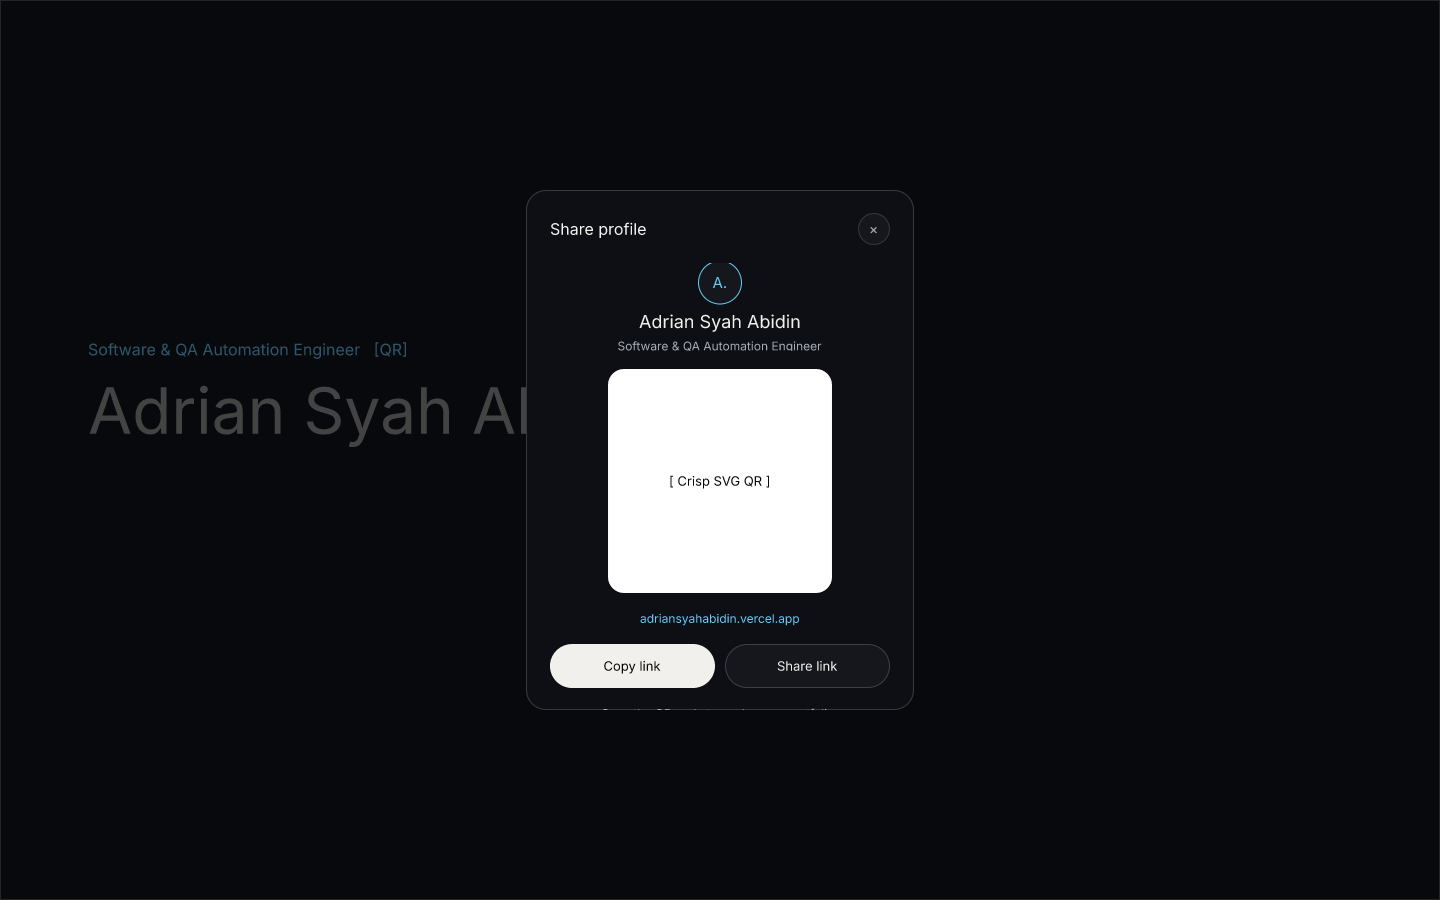 Share profile
×
A.
Adrian Syah Abidin
Software & QA Automation Engineer
Software & QA Automation Engineer [QR]
Adrian Syah Al
[ Crisp SVG QR ]
adriansyahabidin.vercel.app
Copy link
Share link